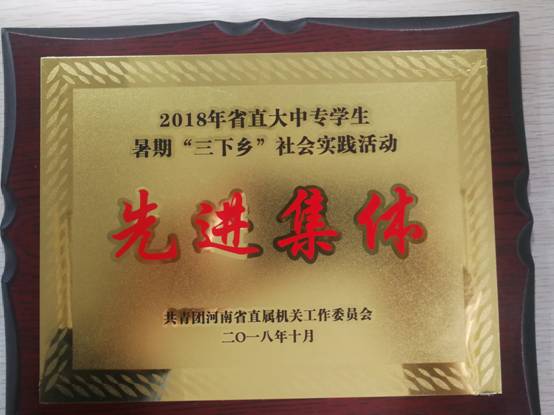 2018年省直大中专学生
暑期“三下乡”社会实践活动
先进集体
共青团河南省直属机关工作委员会
二〇一八年十月